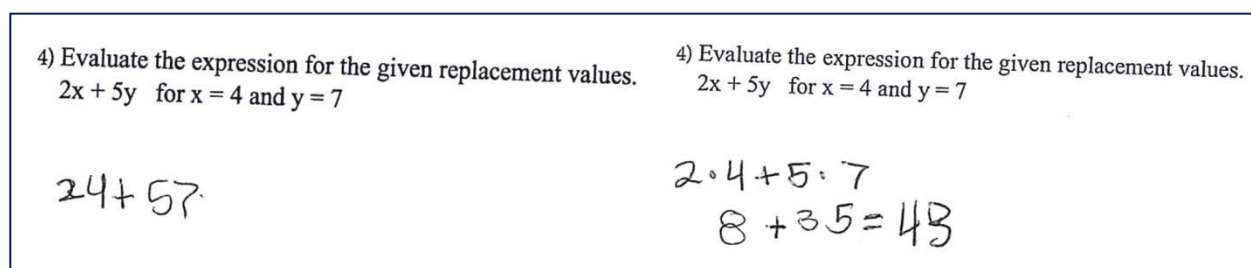 4) Evaluate the expression for the given replacement values.
2x + 5y for x = 4 and y = 7
24+ 57
4) Evaluate the expression for the given replacement values.
2x + 5y for x = 4 and y = 7
2·4+5·7
8 +35=43